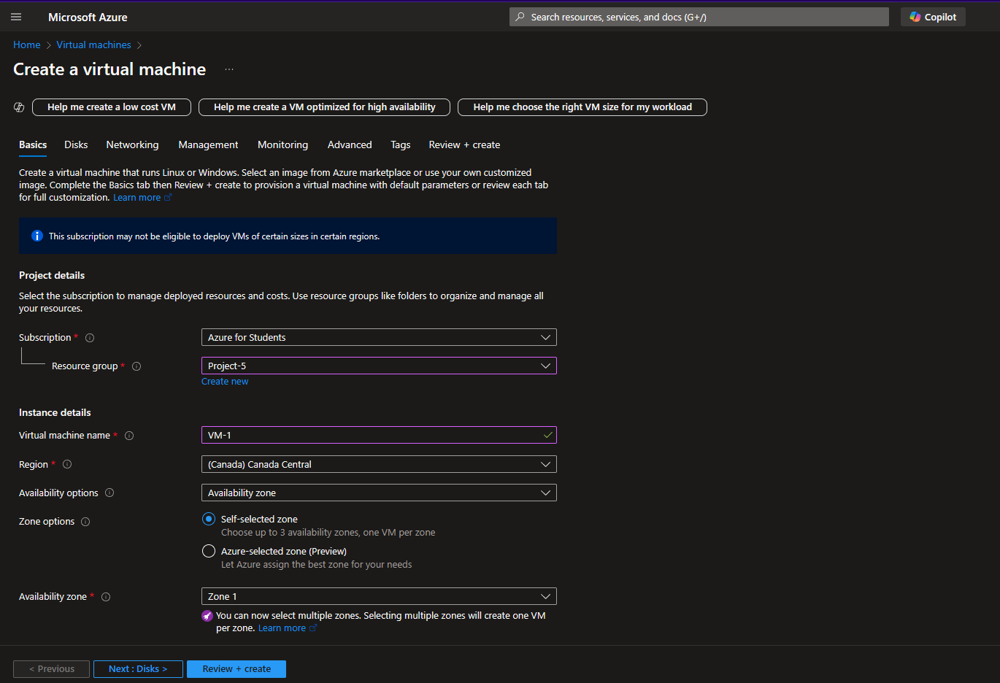 Microsoft Azure
Search resources, services, and docs (G+/)
Copilot
Home > Virtual machines >
Create a virtual machine ...
Help me create a low cost VM
Help me create a VM optimized for high availability
Help me choose the right VM size for my workload
Basics Disks Networking Management Monitoring Advanced Tags Review + create
Create a virtual machine that runs Linux or Windows. Select an image from Azure marketplace or use your own customized
image. Complete the Basics tab then Review + create to provision a virtual machine with default parameters or review each tab
for full customization. Learn more
This subscription may not be eligible to deploy VMs of certain sizes in certain regions.
Project details
Select the subscription to manage deployed resources and costs. Use resource groups like folders to organize and manage all
your resources.
Subscription *
Azure for Students
Resource group *
Project-5
Create new
Instance details
Virtual machine name *
VM-1
Region *
(Canada) Canada Central
Availability options
Availability zone
Zone options
Self-selected zone
Choose up to 3 availability zones, one VM per zone
Azure-selected zone (Preview)
Let Azure assign the best zone for your needs
Availability zone *
Zone 1
You can now select multiple zones. Selecting multiple zones will create one VM
per zone. Learn more
< Previous
Next : Disks >
Review + create